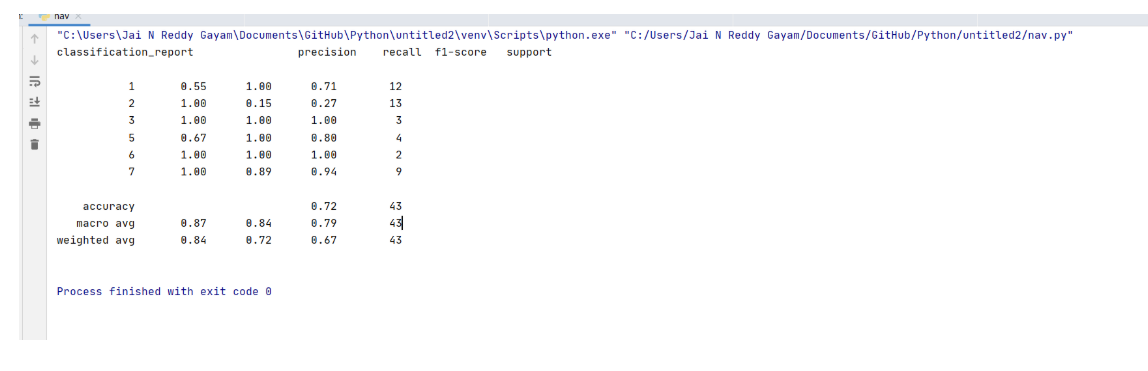 nav
"C:\Users\Jai N Reddy Gayam\Documents\GitHub\Python\untitled2\venv\Scripts\python.exe" "C:/Users/Jai N Reddy Gayam/Documents/GitHub/Python/untitled2/nav.py"
classification_report precision recall f1-score support
1 0.55 1.00 0.71 12
2 1.00 0.15 0.27 13
3 1.00 1.00 1.00 3
5 0.67 1.00 0.80 4
6 1.00 1.00 1.00 2
7 1.00 0.89 0.94 9
accuracy 0.72 43
macro avg 0.87 0.84 0.79 43
weighted avg 0.84 0.72 0.67 43
Process finished with exit code 0